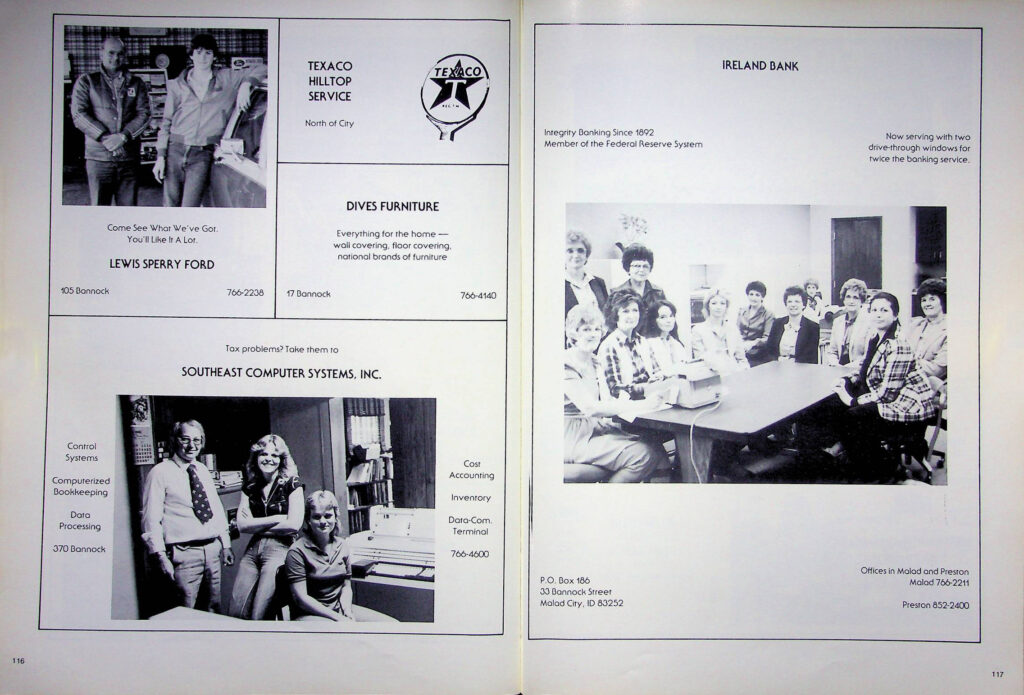 Come See What We've Got.
You'll Like It A Lot.
LEWIS SPERRY FORD
105 Bannock
766-2238
TEXACO
HILLTOP
SERVICE
North of City
TEXACO
T
REG T M
DIVES FURNITURE
Everything for the home —
wall covering, floor covering,
national brands of furniture
17 Bannock
766-4140
Tax problems? Take them to
SOUTHEAST COMPUTER SYSTEMS, INC.
Control
Systems
Computerized
Bookkeeping
Data
Processing
370 Bannock
Cost
Accounting
Inventory
Data-Com.
Terminal
766-4600
116
IRELAND BANK
Integrity Banking Since 1892
Member of the Federal Reserve System
Now serving with two
drive-through windows for
twice the banking service.
P.O. Box 186
33 Bannock Street
Malad City, ID 83252
Offices in Malad and Preston
Malad 766-2211
Preston 852-2400
117